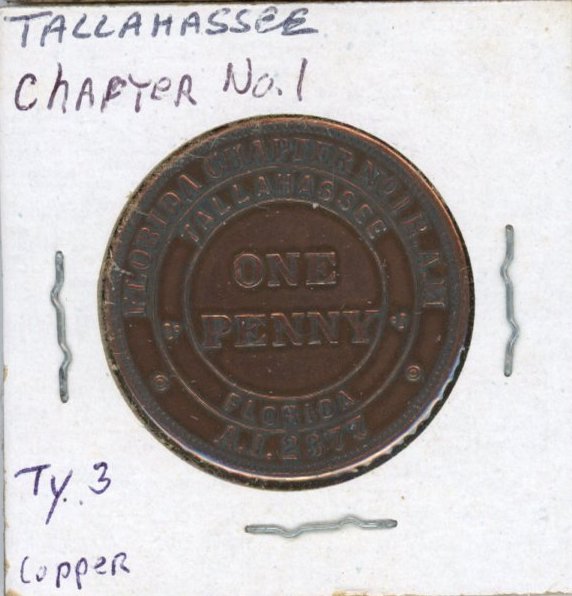 TALLAHASSEE
Chapter No. 1
FLORIDA CHAPTER No 1 R.A.M
TALLAHASSEE
ONE
PENNY
FLORIDA
A.I. 2377
Ty. 3
Copper